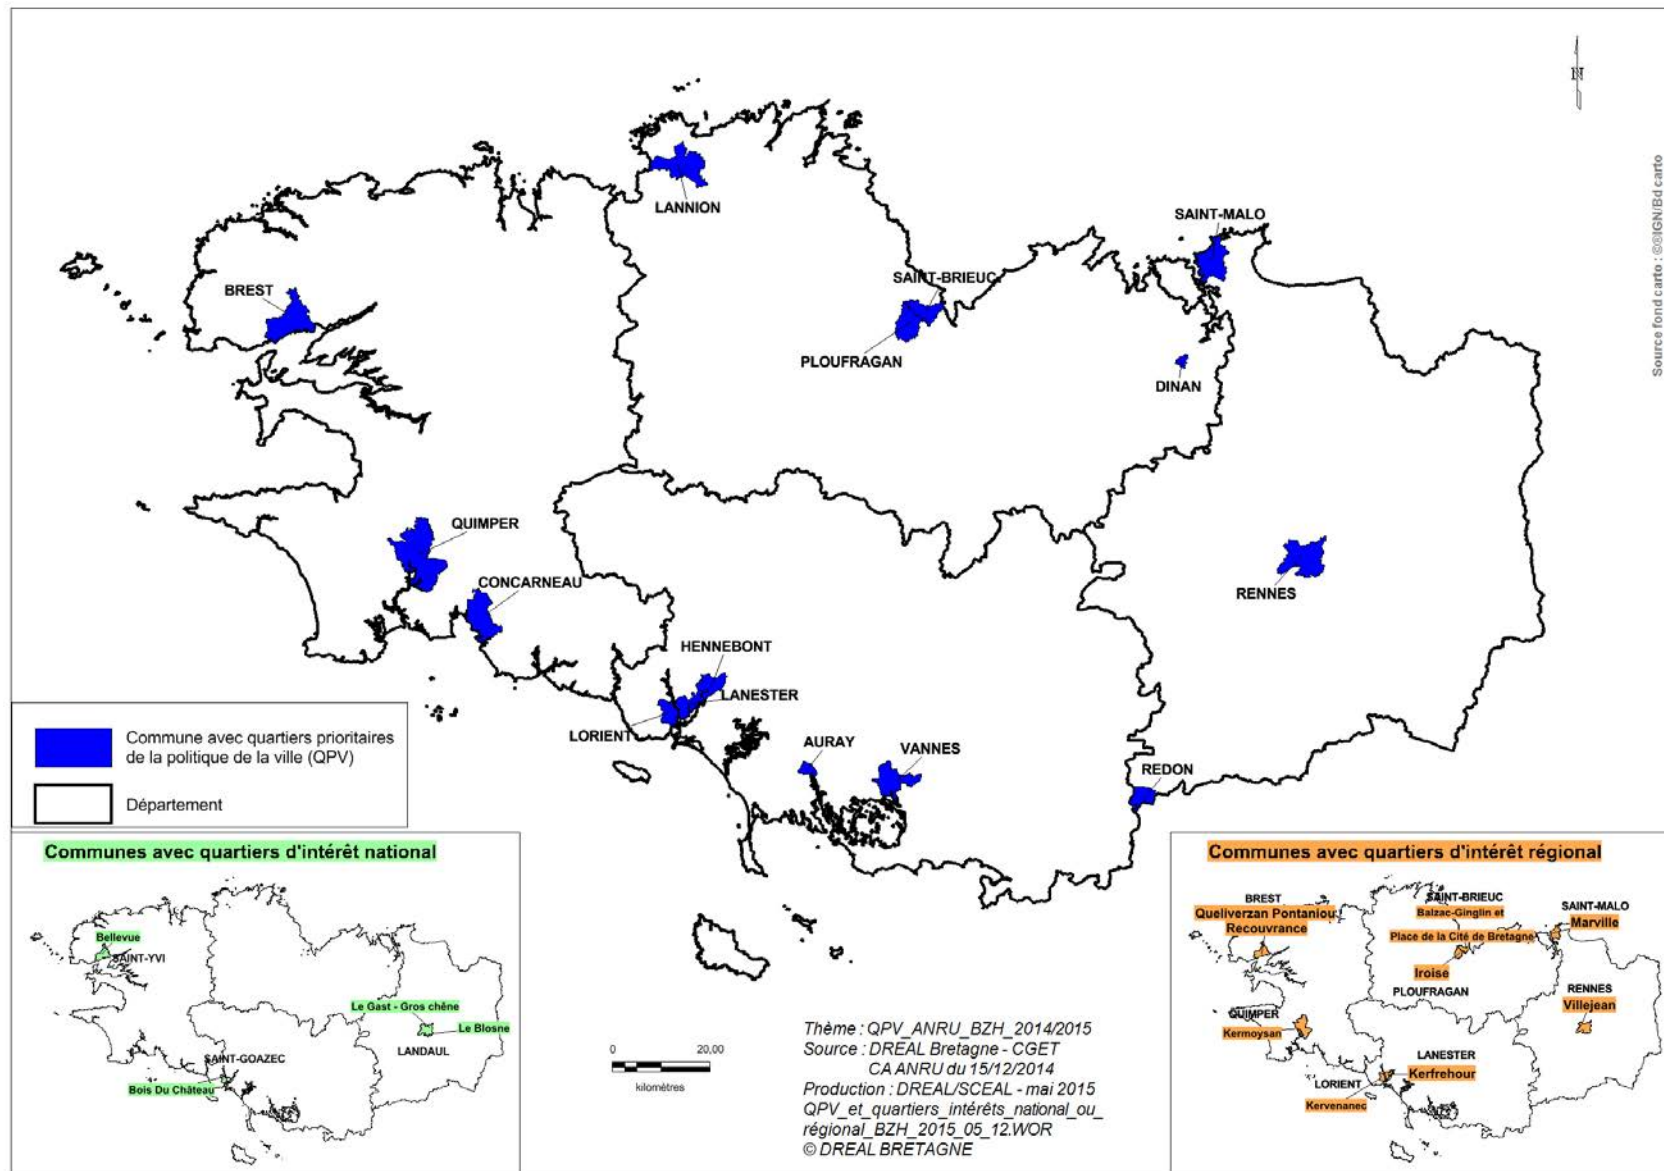 N
Source fond carto : ©®IGN/Bd carto
LANNION
SAINT-MALO
BREST
SAINT-BRIEUC
PLOUFRAGAN
DINAN
QUIMPER
CONCARNEAU
RENNES
HENNEBONT
LANESTER
LORIENT
AURAY
VANNES
REDON
Commune avec quartiers prioritaires
de la politique de la ville (QPV)
Département
Communes avec quartiers d'intérêt national
Bellevue
SAINT-YVI
Le Gast - Gros chêne
Le Blosne
LANDAUL
SAINT-GOAZEC
Bois Du Château
0 20,00
kilomètres
Thème : QPV_ANRU_BZH_2014/2015
Source : DREAL Bretagne - CGET
CA ANRU du 15/12/2014
Production : DREAL/SCEAL - mai 2015
QPV_et_quartiers_intérêts_national_ou_
régional_BZH_2015_05_12.WOR
© DREAL BRETAGNE
Communes avec quartiers d'intérêt régional
BREST
Queliverzan Pontaniou
Recouvrance
SAINT-BRIEUC
Balzac-Ginglin et
Place de la Cité de Bretagne
SAINT-MALO
Marville
Iroise
PLOUFRAGAN
RENNES
Villejean
QUIMPER
Kermoysan
LANESTER
Kerfrehour
LORIENT
Kervenanec